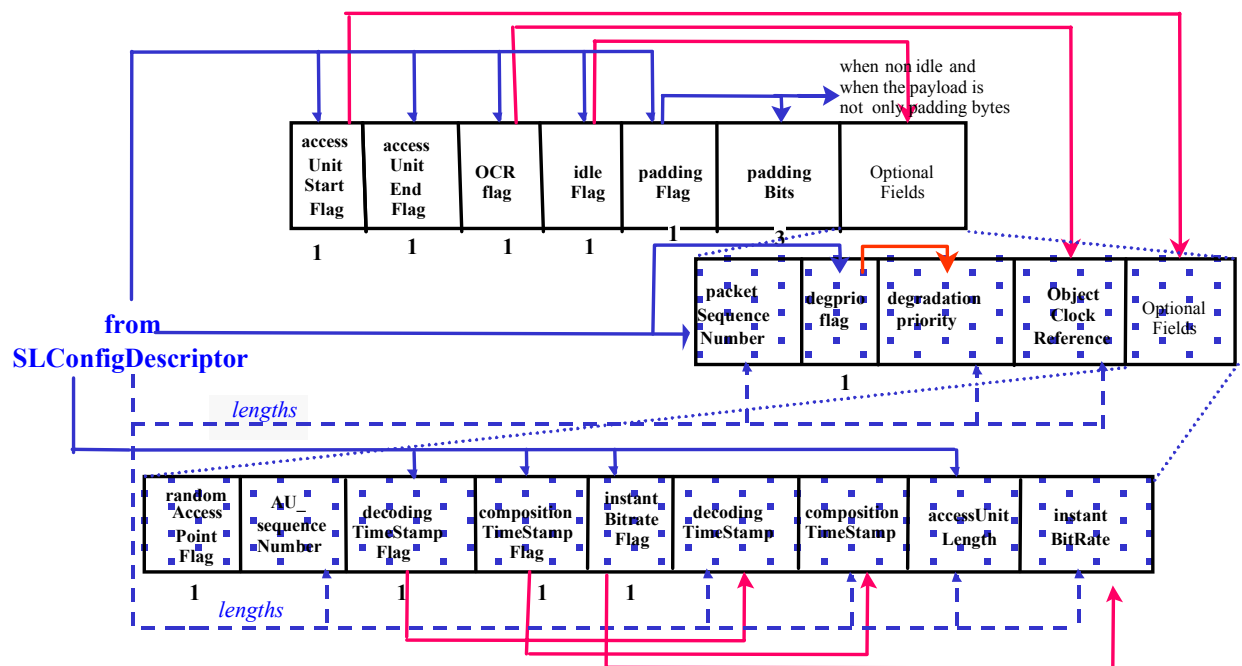 when non idle and
when the payload is
not only padding bytes
access
Unit
Start
Flag
access
Unit
End
Flag
OCR
flag
idle
Flag
padding
Flag
padding
Bits
Optional
Fields
1
1
1
1
1
3
packet
Sequence
Number
degprio
flag
degradation
priority
Object
Clock
Reference
Optional
Fields
1
from
SLConfigDescriptor
lengths
random
Access
Point
Flag
AU_
sequence
Number
decoding
TimeStamp
Flag
composition
TimeStamp
Flag
instant
Bitrate
Flag
decoding
TimeStamp
composition
TimeStamp
accessUnit
Length
instant
BitRate
1
1
1
1
lengths